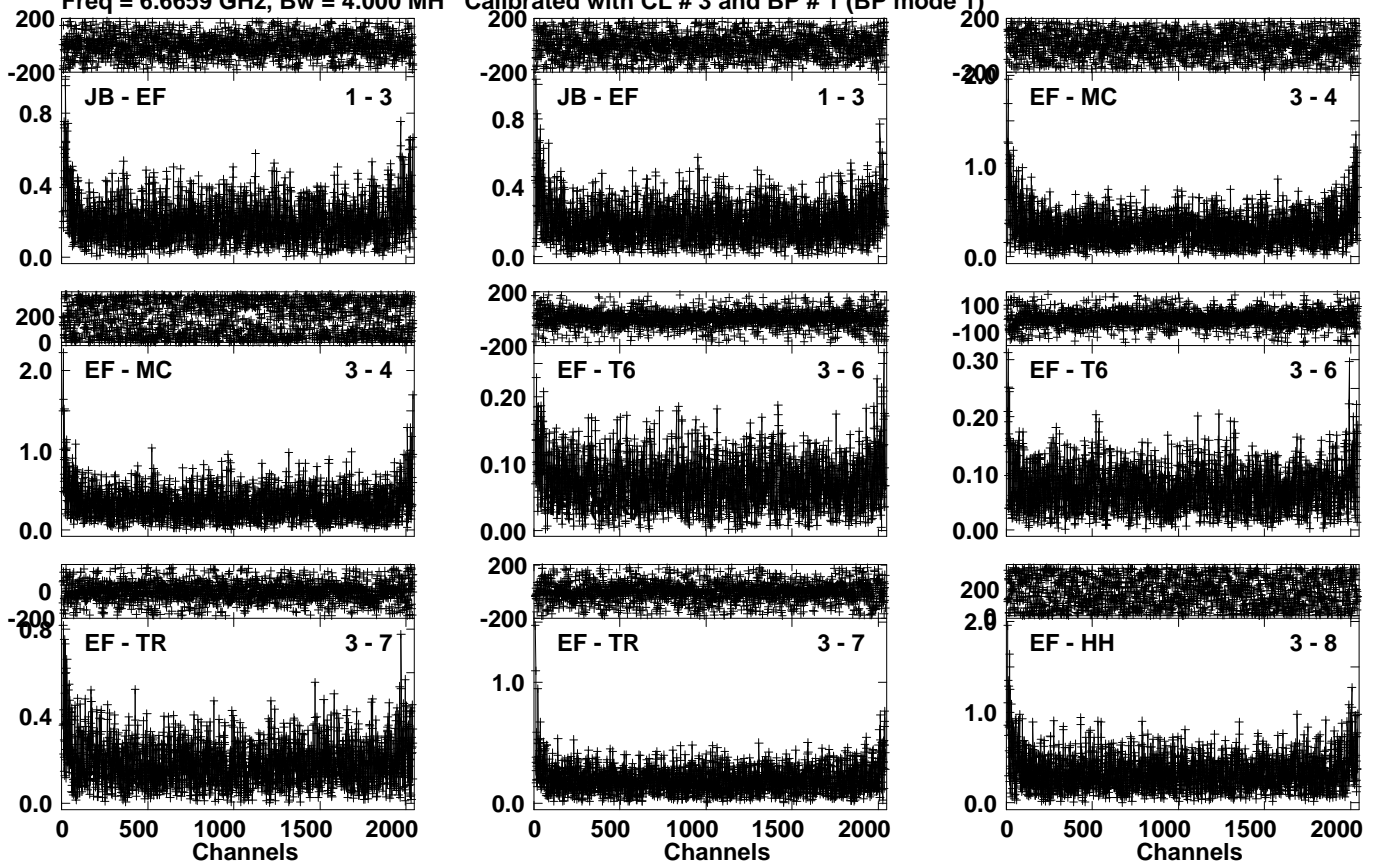 Freq = 6.6659 GHz, Bw = 4.000 MH Calibrated with CL # 3 and BP # 1 (BP mode 1)
200 200 200
-200 -200 -200
2.0
JB - EF 1 - 3 JB - EF 1 - 3 EF - MC 3 - 4
0.8 0.8 1.0
0.4 0.4
0.0 0.0 0.0
200 200 100
0 -200 -100
EF - MC 3 - 4 EF - T6 3 - 6 EF - T6 3 - 6
2.0 0.20 0.30
1.0 0.10 0.20
0.0 0.00 0.10
0.00
0 200 200
-200 -200 0
0.8 2.0
EF - TR 3 - 7 EF - TR 3 - 7 EF - HH 3 - 8
0.4 1.0 1.0
0.0 0.0 0.0
0 500 1000 1500 2000 0 500 1000 1500 2000 0 500 1000 1500 2000
Channels Channels Channels